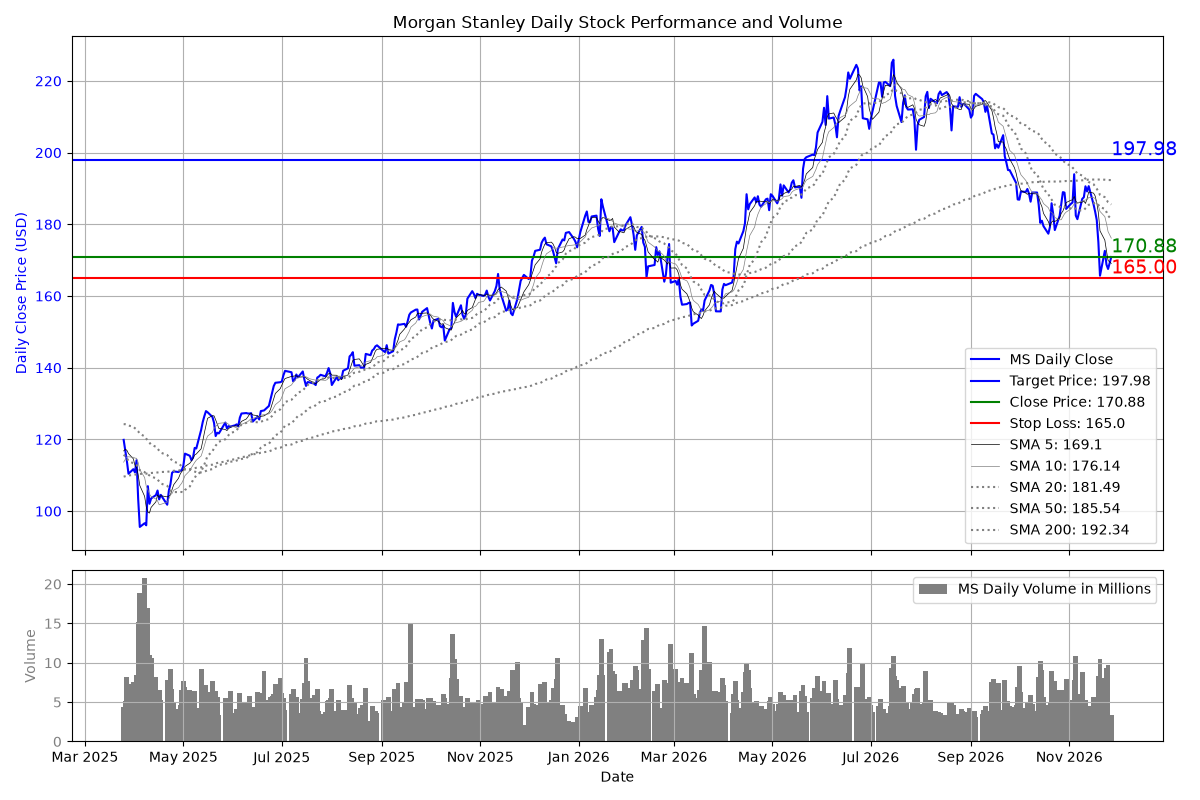 Morgan Stanley Daily Stock Performance and Volume
Daily Close Price (USD)
220
200
180
160
140
120
100
197.98
170.88
165.00
MS Daily Close
Target Price: 197.98
Close Price: 170.88
Stop Loss: 165.0
SMA 5: 169.1
SMA 10: 176.14
SMA 20: 181.49
SMA 50: 185.54
SMA 200: 192.34
Volume
20
15
10
5
0
MS Daily Volume in Millions
Mar 2025 May 2025 Jul 2025 Sep 2025 Nov 2025 Jan 2026 Mar 2026 May 2026 Jul 2026 Sep 2026 Nov 2026
Date